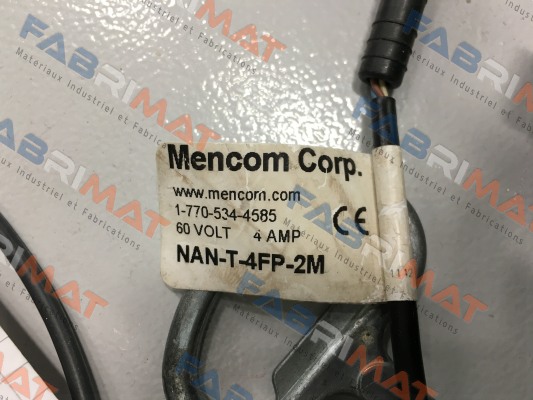 Mencom Corp.
www.mencom.com
1-770-534-4585
60 VOLT 4 AMP
CE
NAN-T-4FP-2M
FABRIMAT
Materiaux Industriel et Fabrications